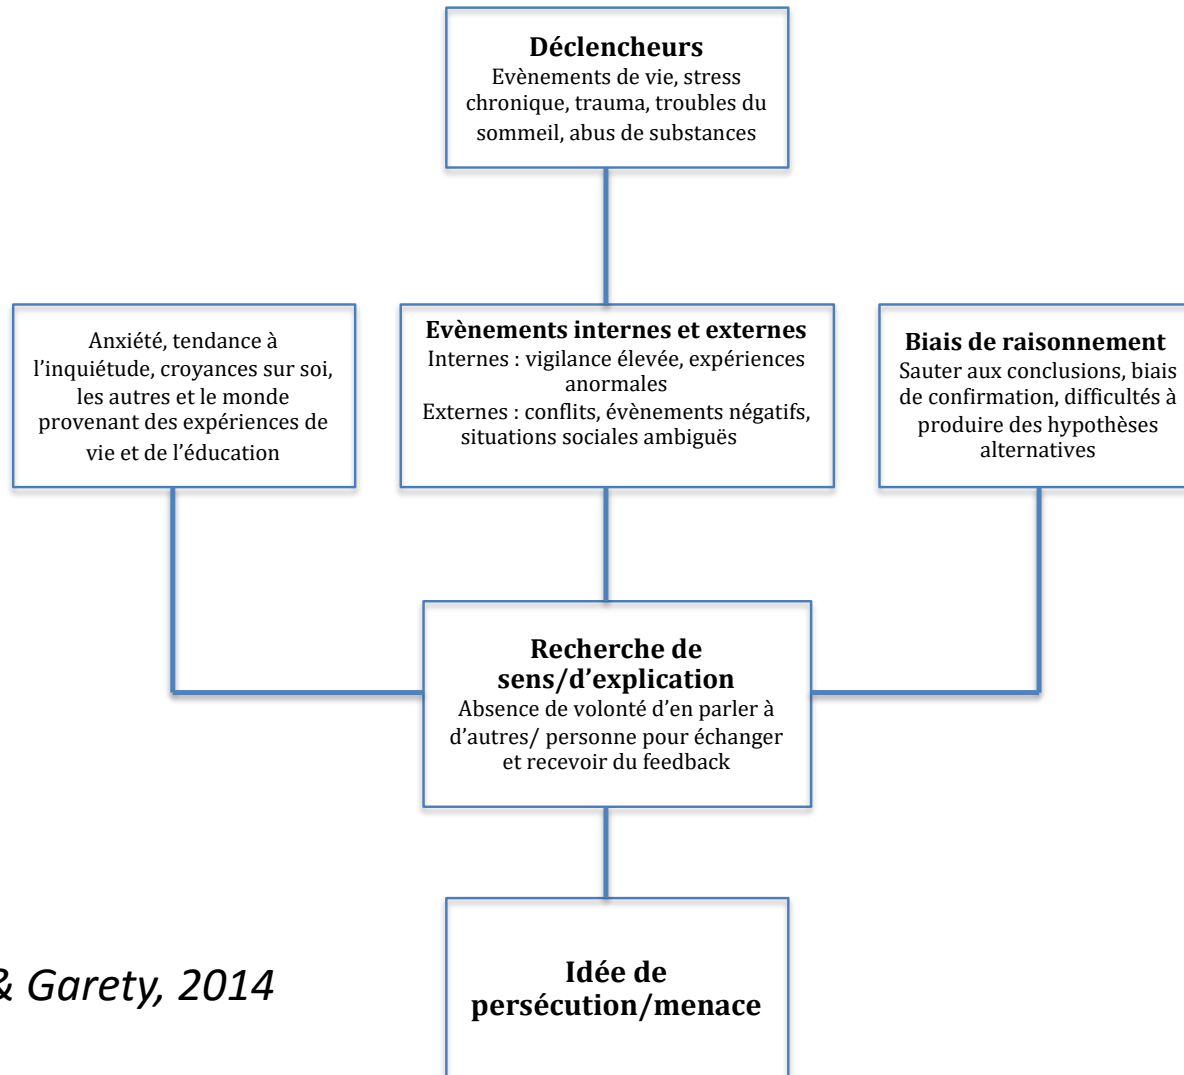 Déclencheurs
Evènements de vie, stress
chronique, trauma, troubles du
sommeil, abus de substances
Anxiété, tendance à
l’inquiétude, croyances sur soi,
les autres et le monde
provenant des expériences de
vie et de l’éducation
Evènements internes et externes
Internes : vigilance élevée, expériences
anormales
Externes : conflits, évènements négatifs,
situations sociales ambiguës
Biais de raisonnement
Sauter aux conclusions, biais
de confirmation, difficultés à
produire des hypothèses
alternatives
Recherche de
sens/d'explication
Absence de volonté d’en parler à
d’autres/ personne pour échanger
et recevoir du feedback
Idée de
persécution/menace
& Garety, 2014